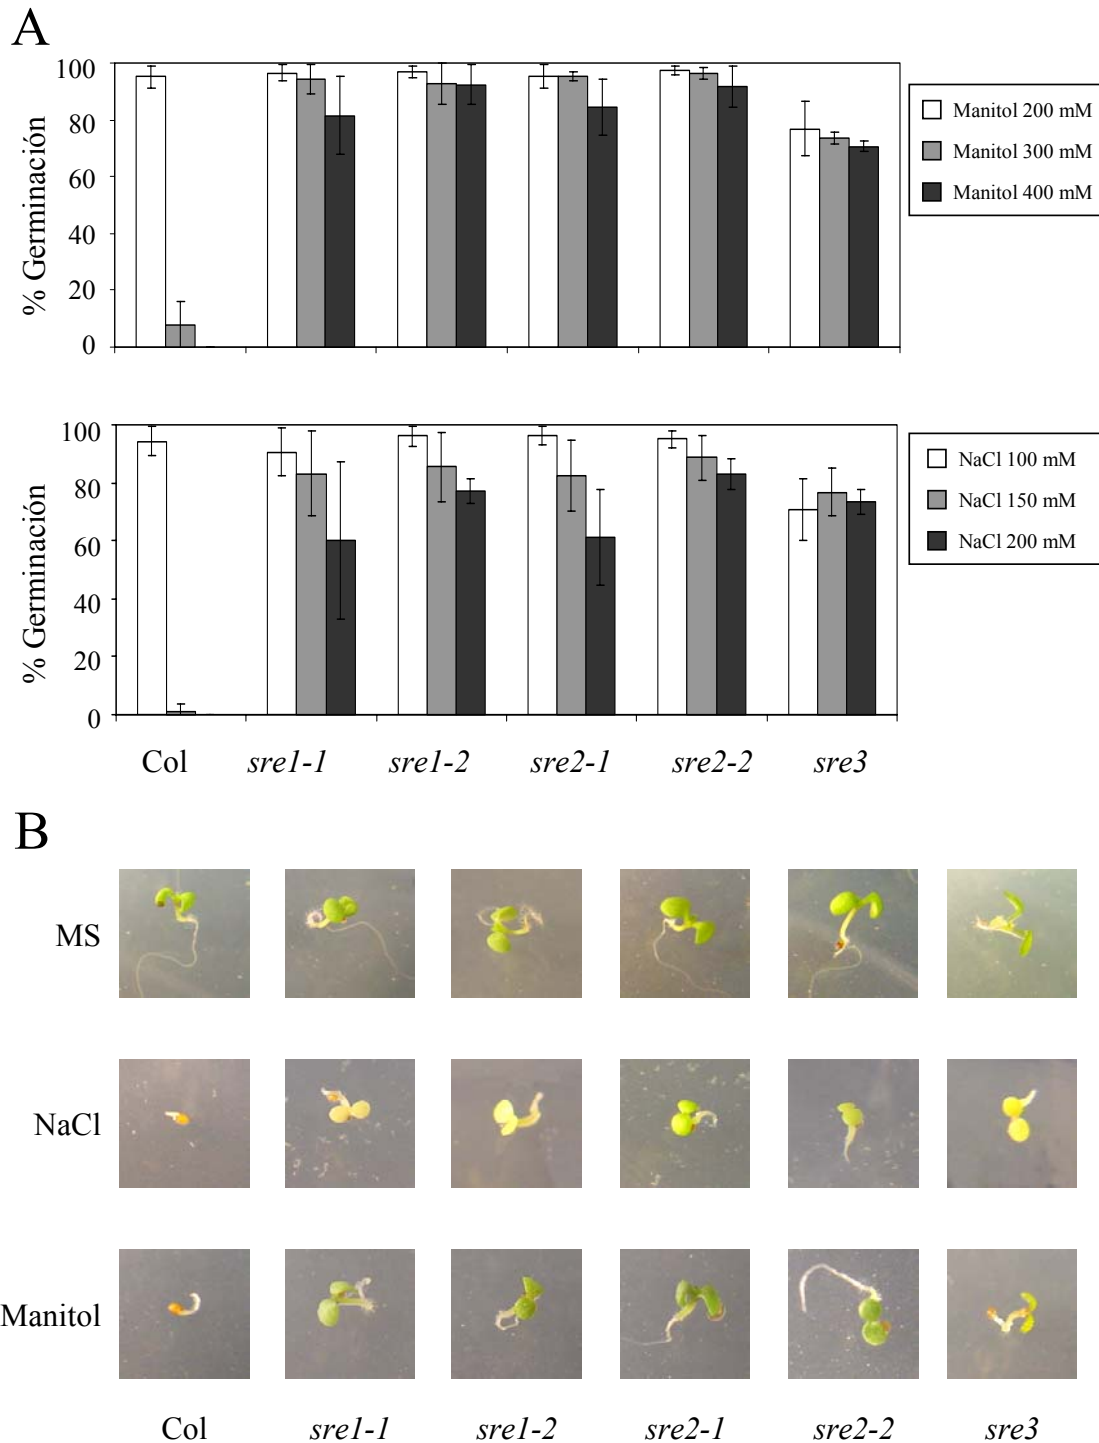 A
% Germinación
100
80
60
40
20
0
Manitol 200 mM
Manitol 300 mM
Manitol 400 mM
% Germinación
100
80
60
40
20
0
NaCl 100 mM
NaCl 150 mM
NaCl 200 mM
Col sre1-1 sre1-2 sre2-1 sre2-2 sre3
B
MS
NaCl
Manitol
Col sre1-1 sre1-2 sre2-1 sre2-2 sre3